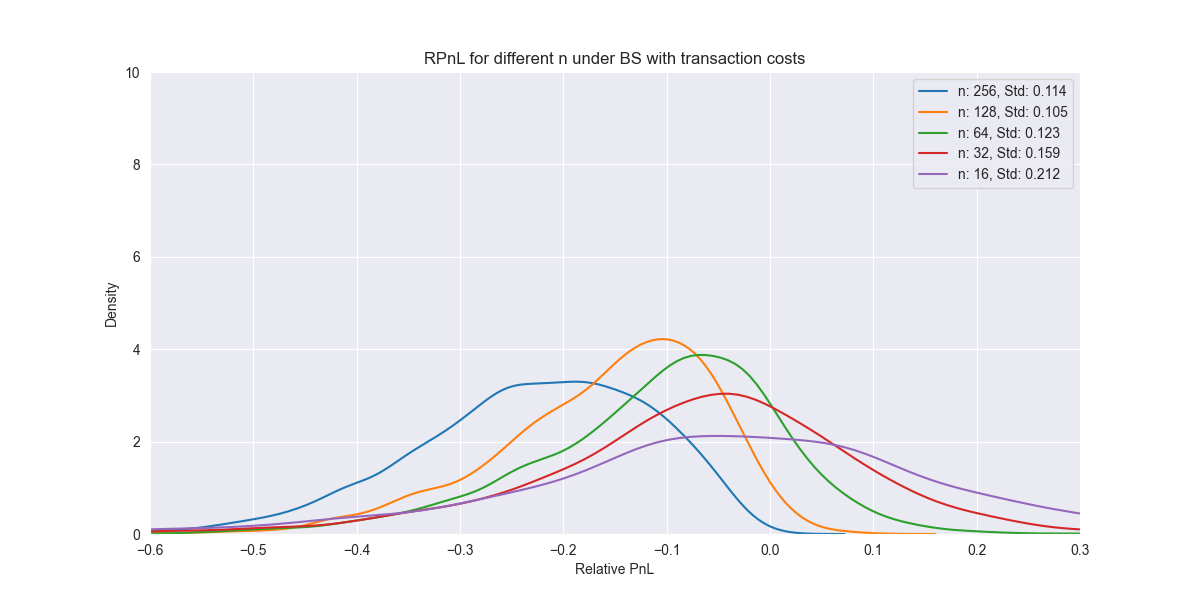 RPnL for different n under BS with transaction costs
n: 256, Std: 0.114
n: 128, Std: 0.105
n: 64, Std: 0.123
n: 32, Std: 0.159
n: 16, Std: 0.212
10
8
6
4
2
0
Density
−0.6 −0.5 −0.4 −0.3 −0.2 −0.1 0.0 0.1 0.2 0.3
Relative PnL